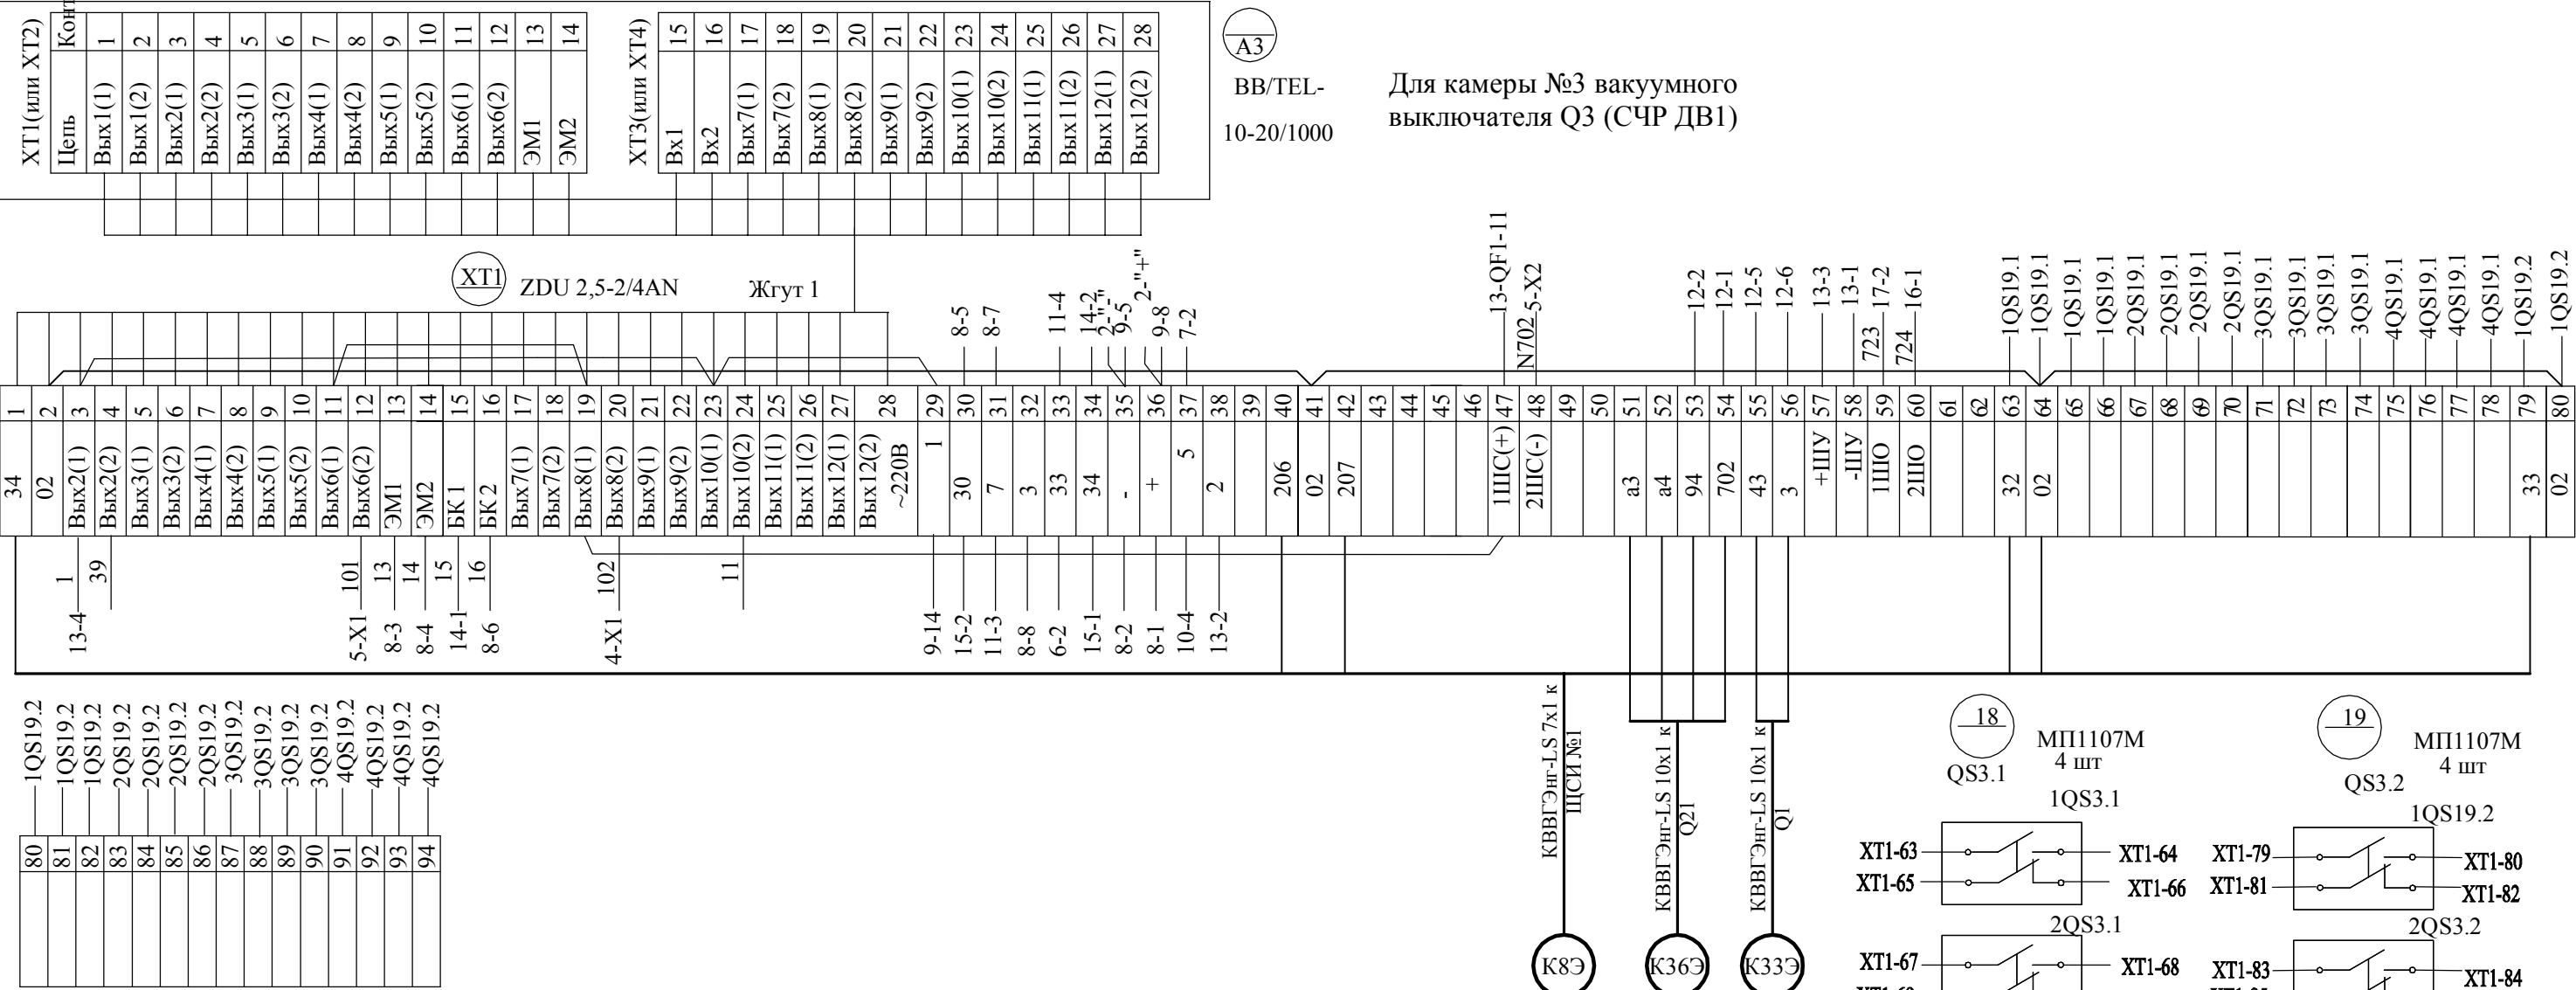 ХТ1(или ХТ2)
Цепь Конт
Вых1(1) 1
Вых1(2) 2
Вых2(1) 3
Вых2(2) 4
Вых3(1) 5
Вых3(2) 6
Вых4(1) 7
Вых4(2) 8
Вых5(1) 9
Вых5(2) 10
Вых6(1) 11
Вых6(2) 12
ЭМ1 13
ЭМ2 14
ХТ3(или ХТ4)
Вх1 15
Вх2 16
Вых7(1) 17
Вых7(2) 18
Вых8(1) 19
Вых8(2) 20
Вых9(1) 21
Вых9(2) 22
Вых10(1) 23
Вых10(2) 24
Вых11(1) 25
Вых11(2) 26
Вых12(1) 27
Вых12(2) 28
А3
ВВ/TEL-
10-20/1000
Для камеры №3 вакуумного
выключателя Q3 (СЧР ДВ1)
ХТ1
ZDU 2,5-2/4AN
Жгут 1
8-5
8-7
11-4
14-2
2-"-"
9-5
2-"+"
9-8
7-2
13-QF1-11
N702
5-X2
12-2
12-1
12-5
12-6
13-3
13-1
723
17-2
724
16-1
1QS19.1
1QS19.1
1QS19.1
1QS19.1
2QS19.1
2QS19.1
2QS19.1
2QS19.1
3QS19.1
3QS19.1
3QS19.1
3QS19.1
4QS19.1
4QS19.1
4QS19.1
4QS19.1
1QS19.2
1QS19.2
1 34
2 02
3 Вых2(1)
4 Вых2(2)
5 Вых3(1)
6 Вых3(2)
7 Вых4(1)
8 Вых4(2)
9 Вых5(1)
10 Вых5(2)
11 Вых6(1)
12 Вых6(2)
13 ЭМ1
14 ЭМ2
15 БК1
16 БК2
17 Вых7(1)
18 Вых7(2)
19 Вых8(1)
20 Вых8(2)
21 Вых9(1)
22 Вых9(2)
23 Вых10(1)
24 Вых10(2)
25 Вых11(1)
26 Вых11(2)
27 Вых12(1)
28 Вых12(2)
~220В
29 1
30 30
31 7
32 3
33 33
34 34
35 -
36 +
37 5
38 2
39
40 206
41 02
42 207
43
44
45
46
47 1ШС(+)
48 2ШС(-)
49
50
51 а3
52 а4
53 94
54 702
55 43
56 3
57 +ШУ
58 -ШУ
59 1ШО
60 2ШО
61
62
63 32
64 02
65
66
67
68
69
70
71
72
73
74
75
76
77
78
79 33
80 02
1
13-4
39
101
5-X1
13
8-3
14
8-4
15
14-1
16
8-6
102
4-X1
11
9-14
15-2
11-3
8-8
6-2
15-1
8-2
8-1
10-4
13-2
80 1QS19.2
81 1QS19.2
82 1QS19.2
83 2QS19.2
84 2QS19.2
85 2QS19.2
86 2QS19.2
87 3QS19.2
88 3QS19.2
89 3QS19.2
90 3QS19.2
91 4QS19.2
92 4QS19.2
93 4QS19.2
94 4QS19.2
КВВГЭнг-LS 7х1 к
ЩСИ №1
К8Э
КВВГЭнг-LS 10х1 к
Q21
К36Э
КВВГЭнг-LS 10х1 к
Q1
К33Э
18
МП1107М
4 шт
QS3.1
1QS3.1
ХТ1-63
ХТ1-64
ХТ1-65
ХТ1-66
2QS3.1
ХТ1-67
ХТ1-68
19
МП1107М
4 шт
QS3.2
1QS19.2
ХТ1-79
ХТ1-80
ХТ1-81
ХТ1-82
2QS3.2
ХТ1-83
ХТ1-84